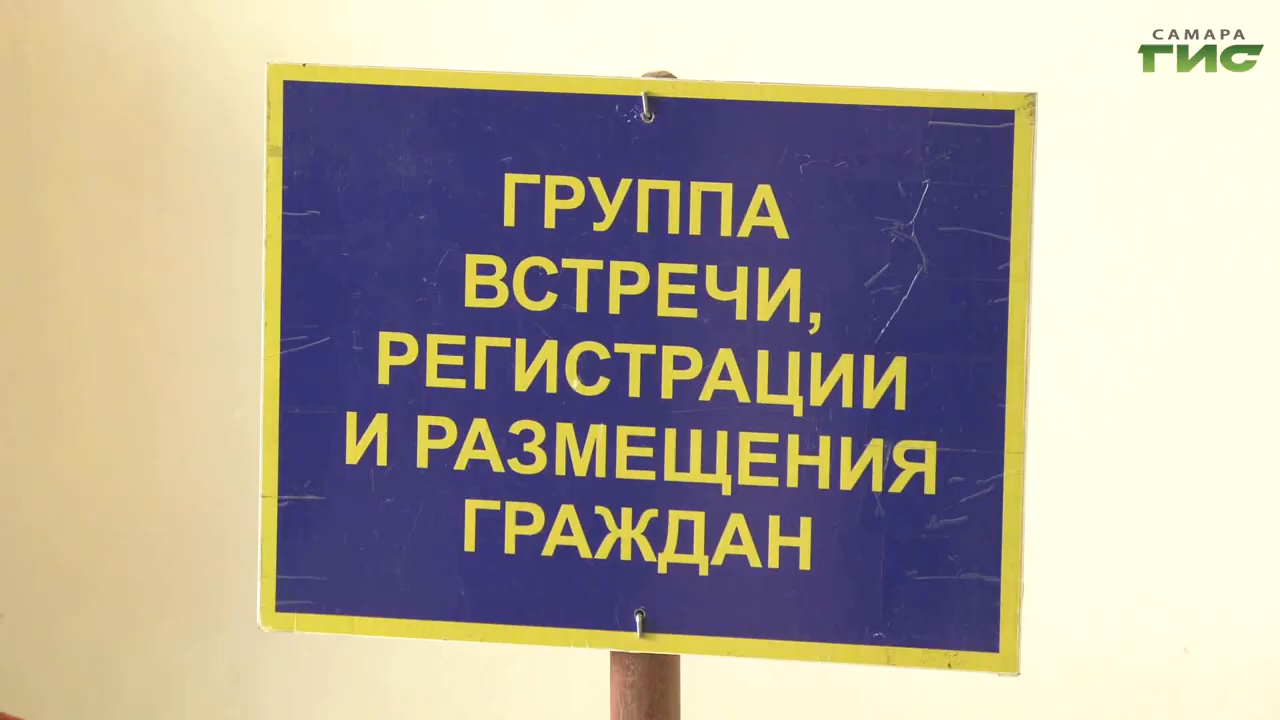 САМАРА
ГИС
ГРУППА
ВСТРЕЧИ,
РЕГИСТРАЦИИ
И РАЗМЕЩЕНИЯ
ГРАЖДАН